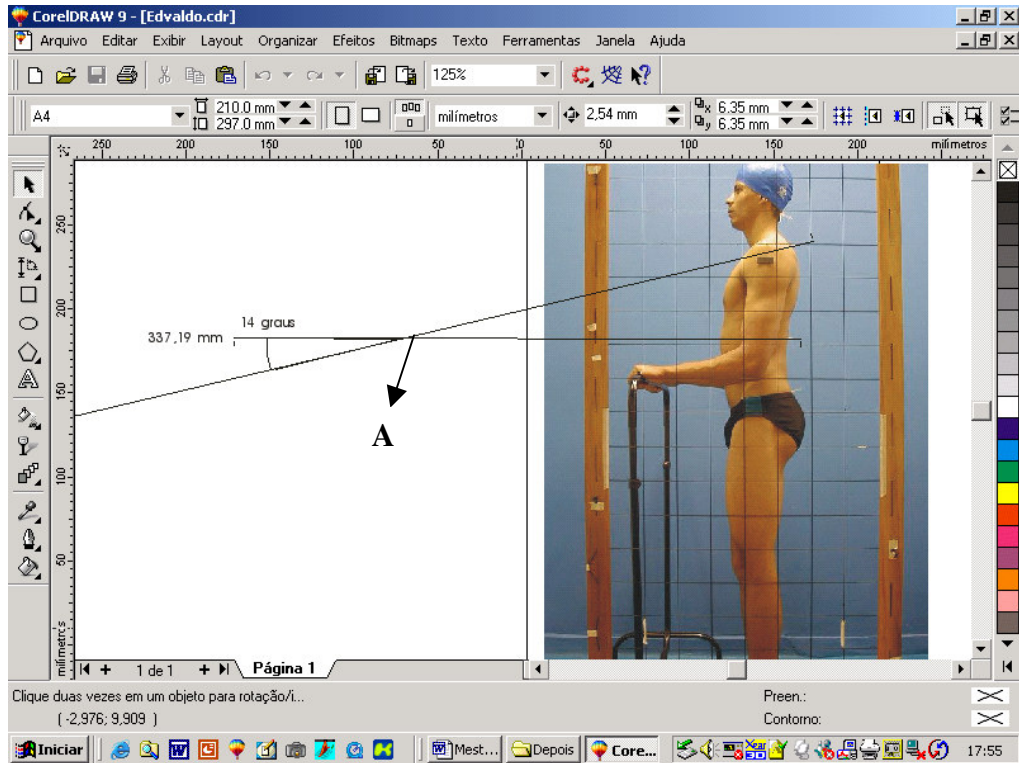 CorelDRAW 9 - [Edvaldo.cdr]
Arquivo Editar Exibir Layout Organizar Efeitos Bitmaps Texto Ferramentas Janela Ajuda
125%
A4 210.0 mm 297.0 mm milímetros 2,54 mm x 6.35 mm y 6.35 mm
250 200 150 100 50 0 50 100 150 200 milímetros
250
200
14 graus
337,19 mm
150
A
100
50
milímetros
1 de 1 Página 1
Clique duas vezes em um objeto para rotação/i... Preen.:
( -2,976; 9,909 ) Contorno:
Iniciar Mest... Depois Core... 17:55